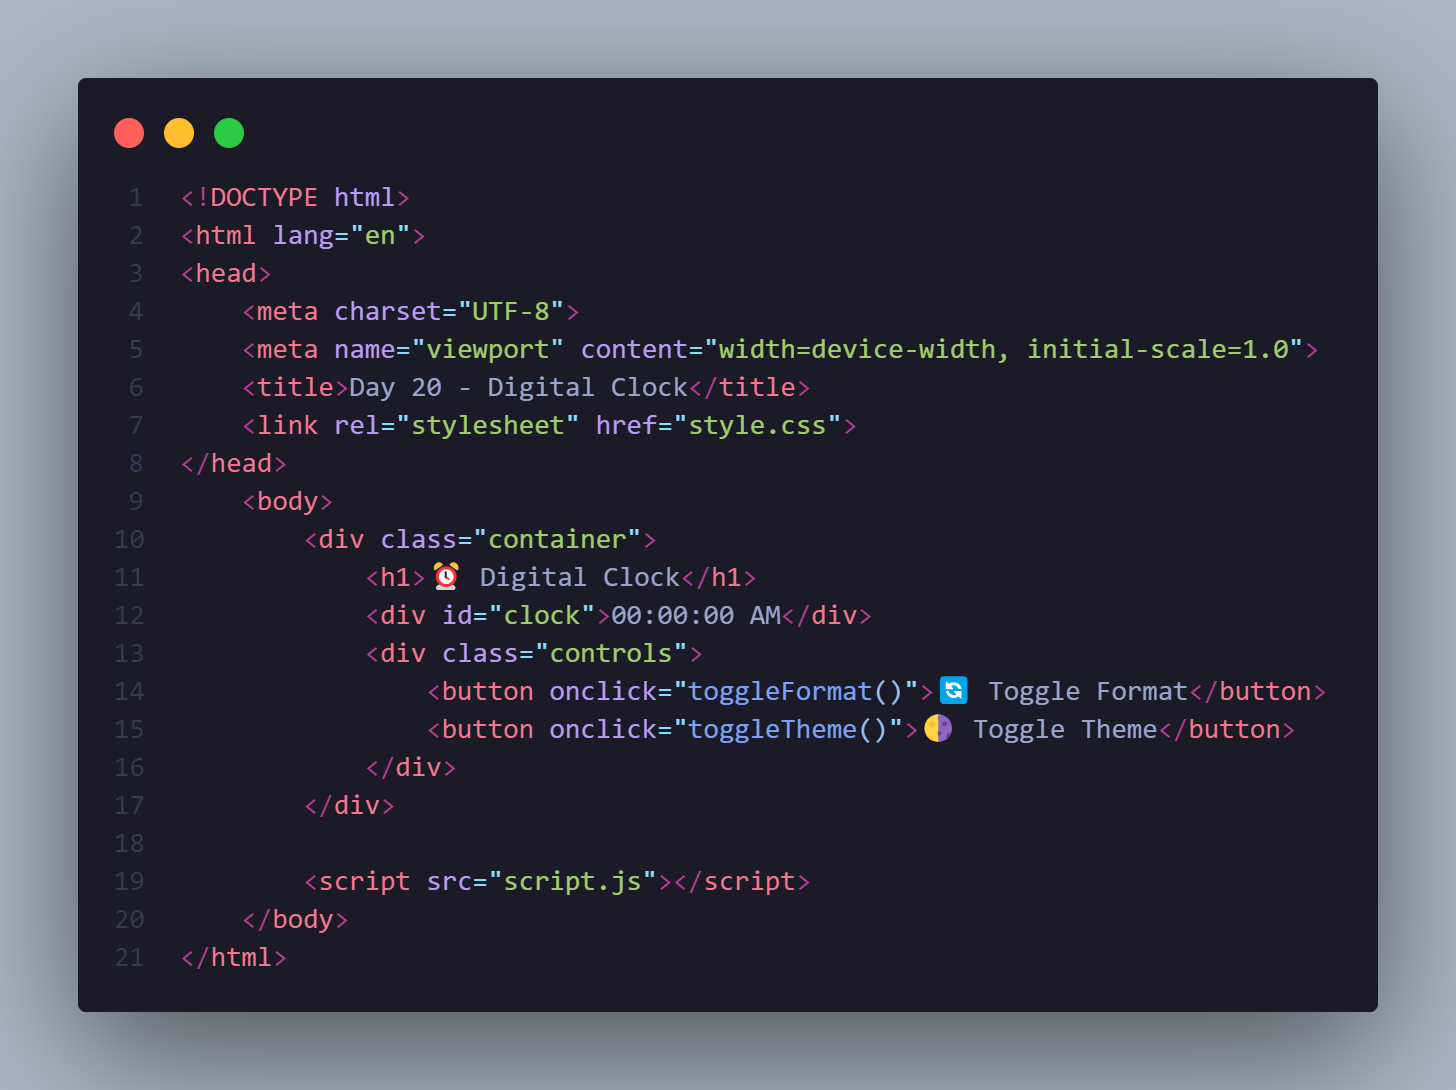 1 <!DOCTYPE html>
2 <html lang="en">
3 <head>
4     <meta charset="UTF-8">
5     <meta name="viewport" content="width=device-width, initial-scale=1.0">
6     <title>Day 20 - Digital Clock</title>
7     <link rel="stylesheet" href="style.css">
8 </head>
9     <body>
10         <div class="container">
11             <h1>⏰ Digital Clock</h1>
12             <div id="clock">00:00:00 AM</div>
13             <div class="controls">
14                 <button onclick="toggleFormat()">🔄 Toggle Format</button>
15                 <button onclick="toggleTheme()">🌓 Toggle Theme</button>
16             </div>
17         </div>
18
19         <script src="script.js"></script>
20     </body>
21 </html>